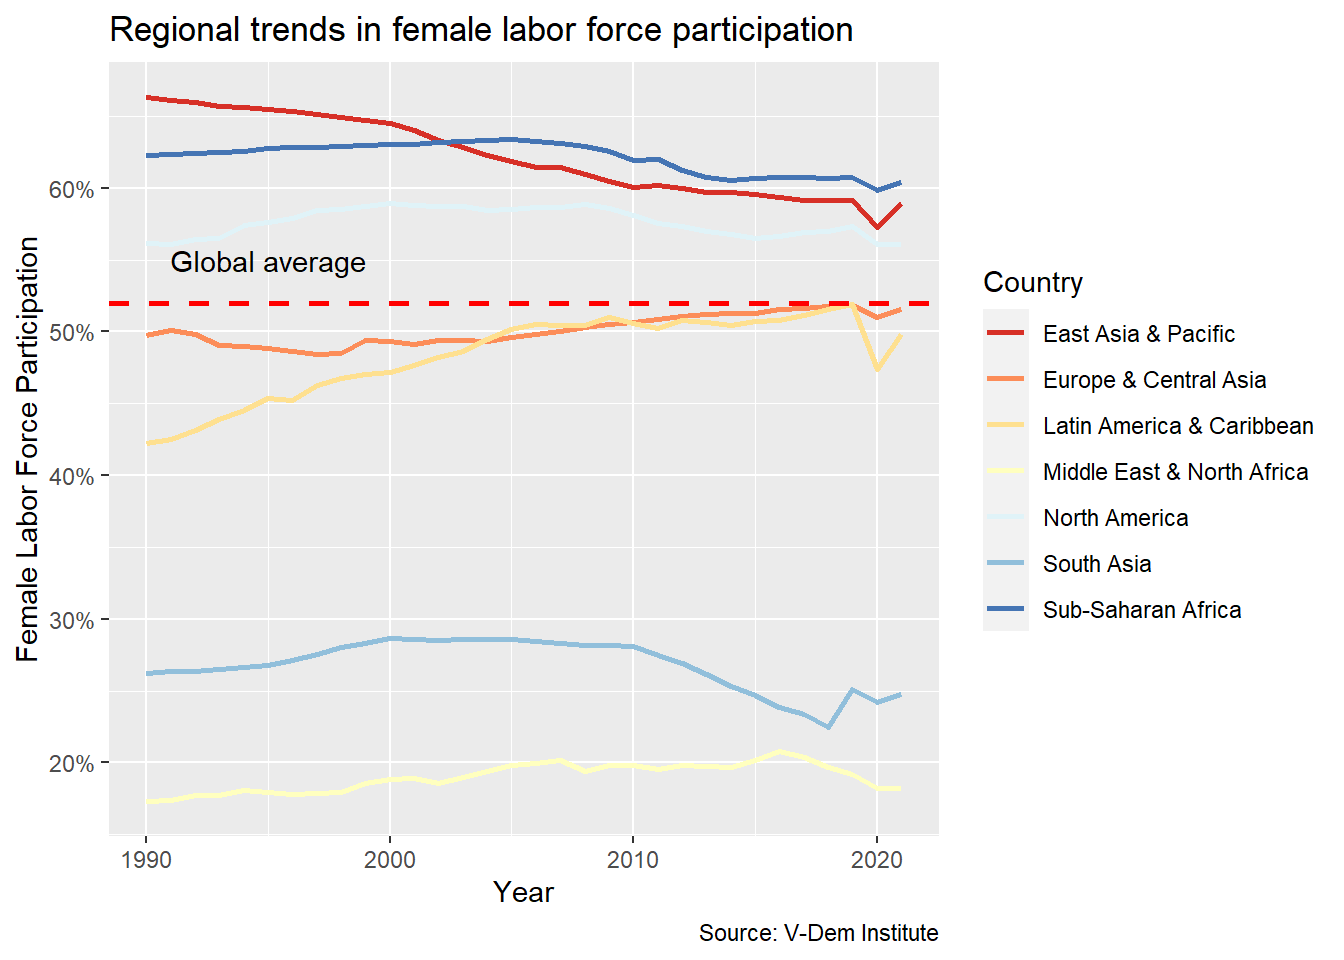 Regional trends in female labor force participation
Female Labor Force Participation
60%
50%
40%
30%
20%
Global average
1990
2000
2010
2020
Year
Country
East Asia & Pacific
Europe & Central Asia
Latin America & Caribbean
Middle East & North Africa
North America
South Asia
Sub-Saharan Africa
Source: V-Dem Institute